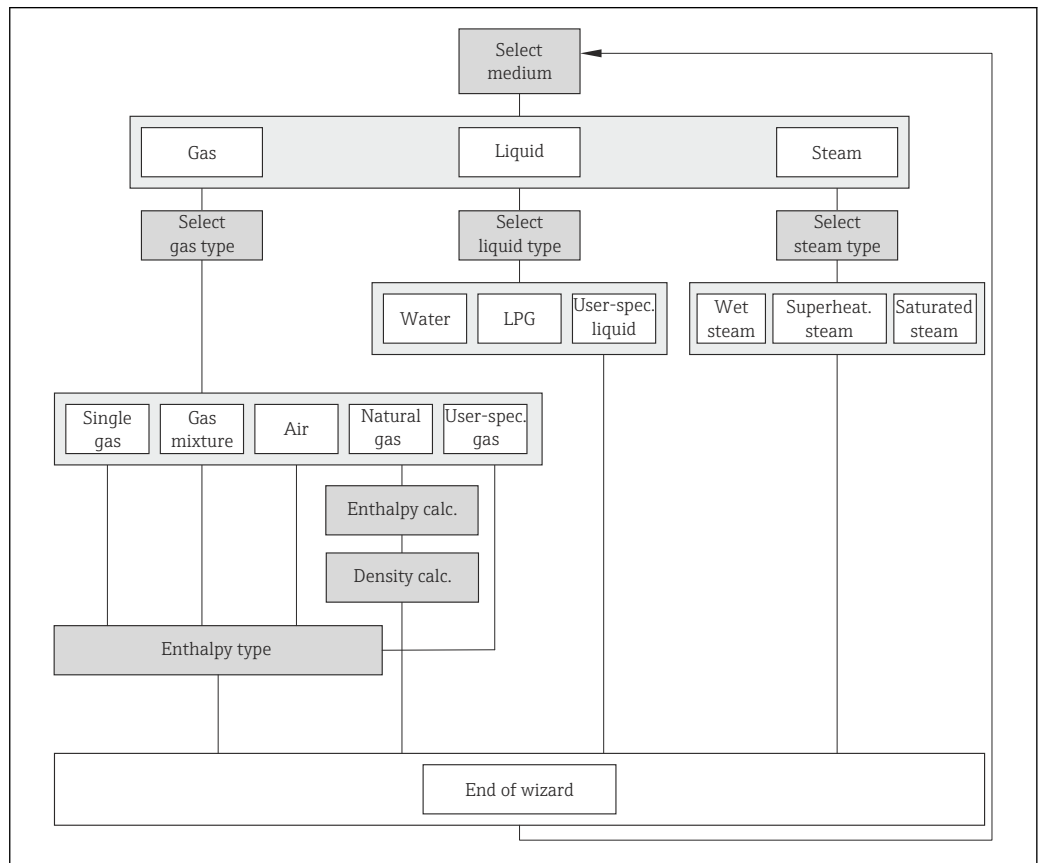 Select
medium
Gas
Liquid
Steam
Select
gas type
Select
liquid type
Select
steam type
Water
LPG
User-spec.
liquid
Wet
steam
Superheat.
steam
Saturated
steam
Single
gas
Gas
mixture
Air
Natural
gas
User-spec.
gas
Enthalpy calc.
Density calc.
Enthalpy type
End of wizard